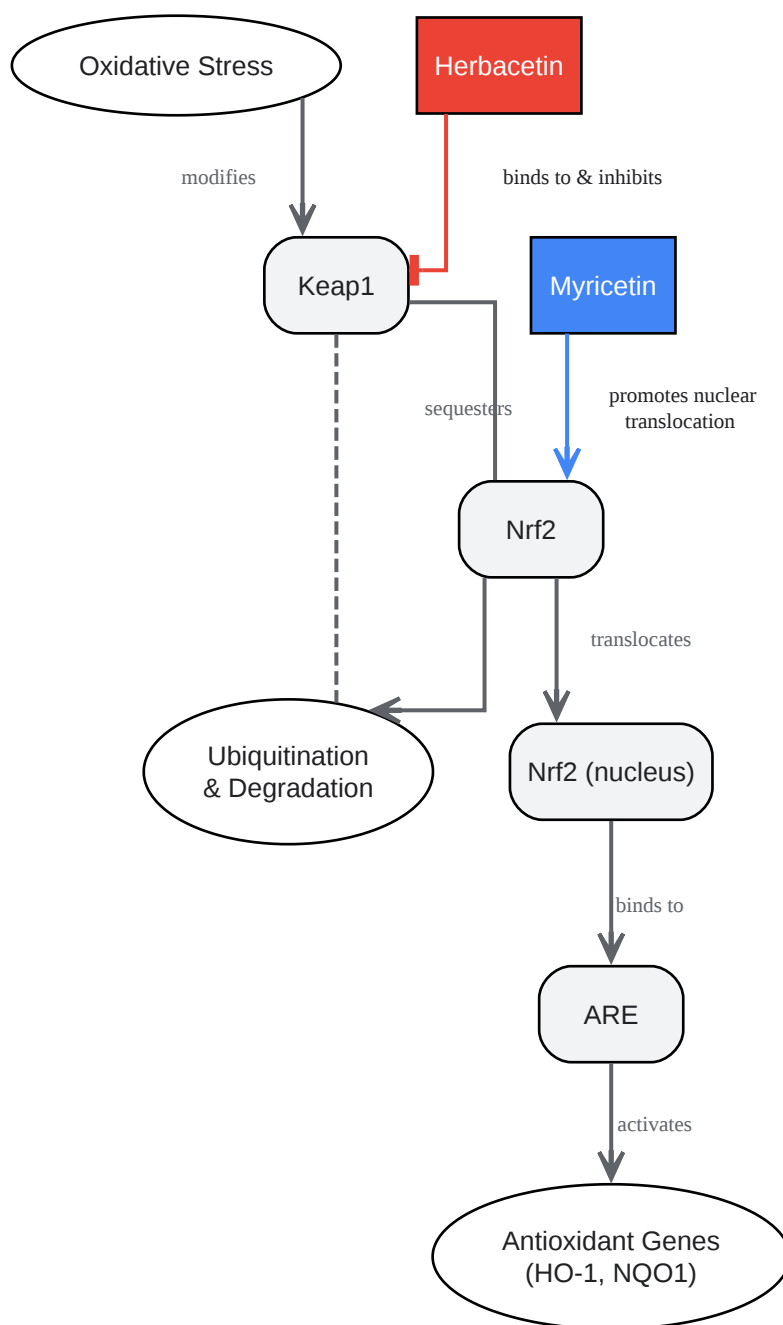 Oxidative Stress
Herbacetin
modifies
binds to & inhibits
Keap1
Myricetin
sequesters
promotes nuclear
translocation
Nrf2
translocates
Ubiquitination
& Degradation
Nrf2 (nucleus)
binds to
ARE
activates
Antioxidant Genes
(HO-1, NQO1)